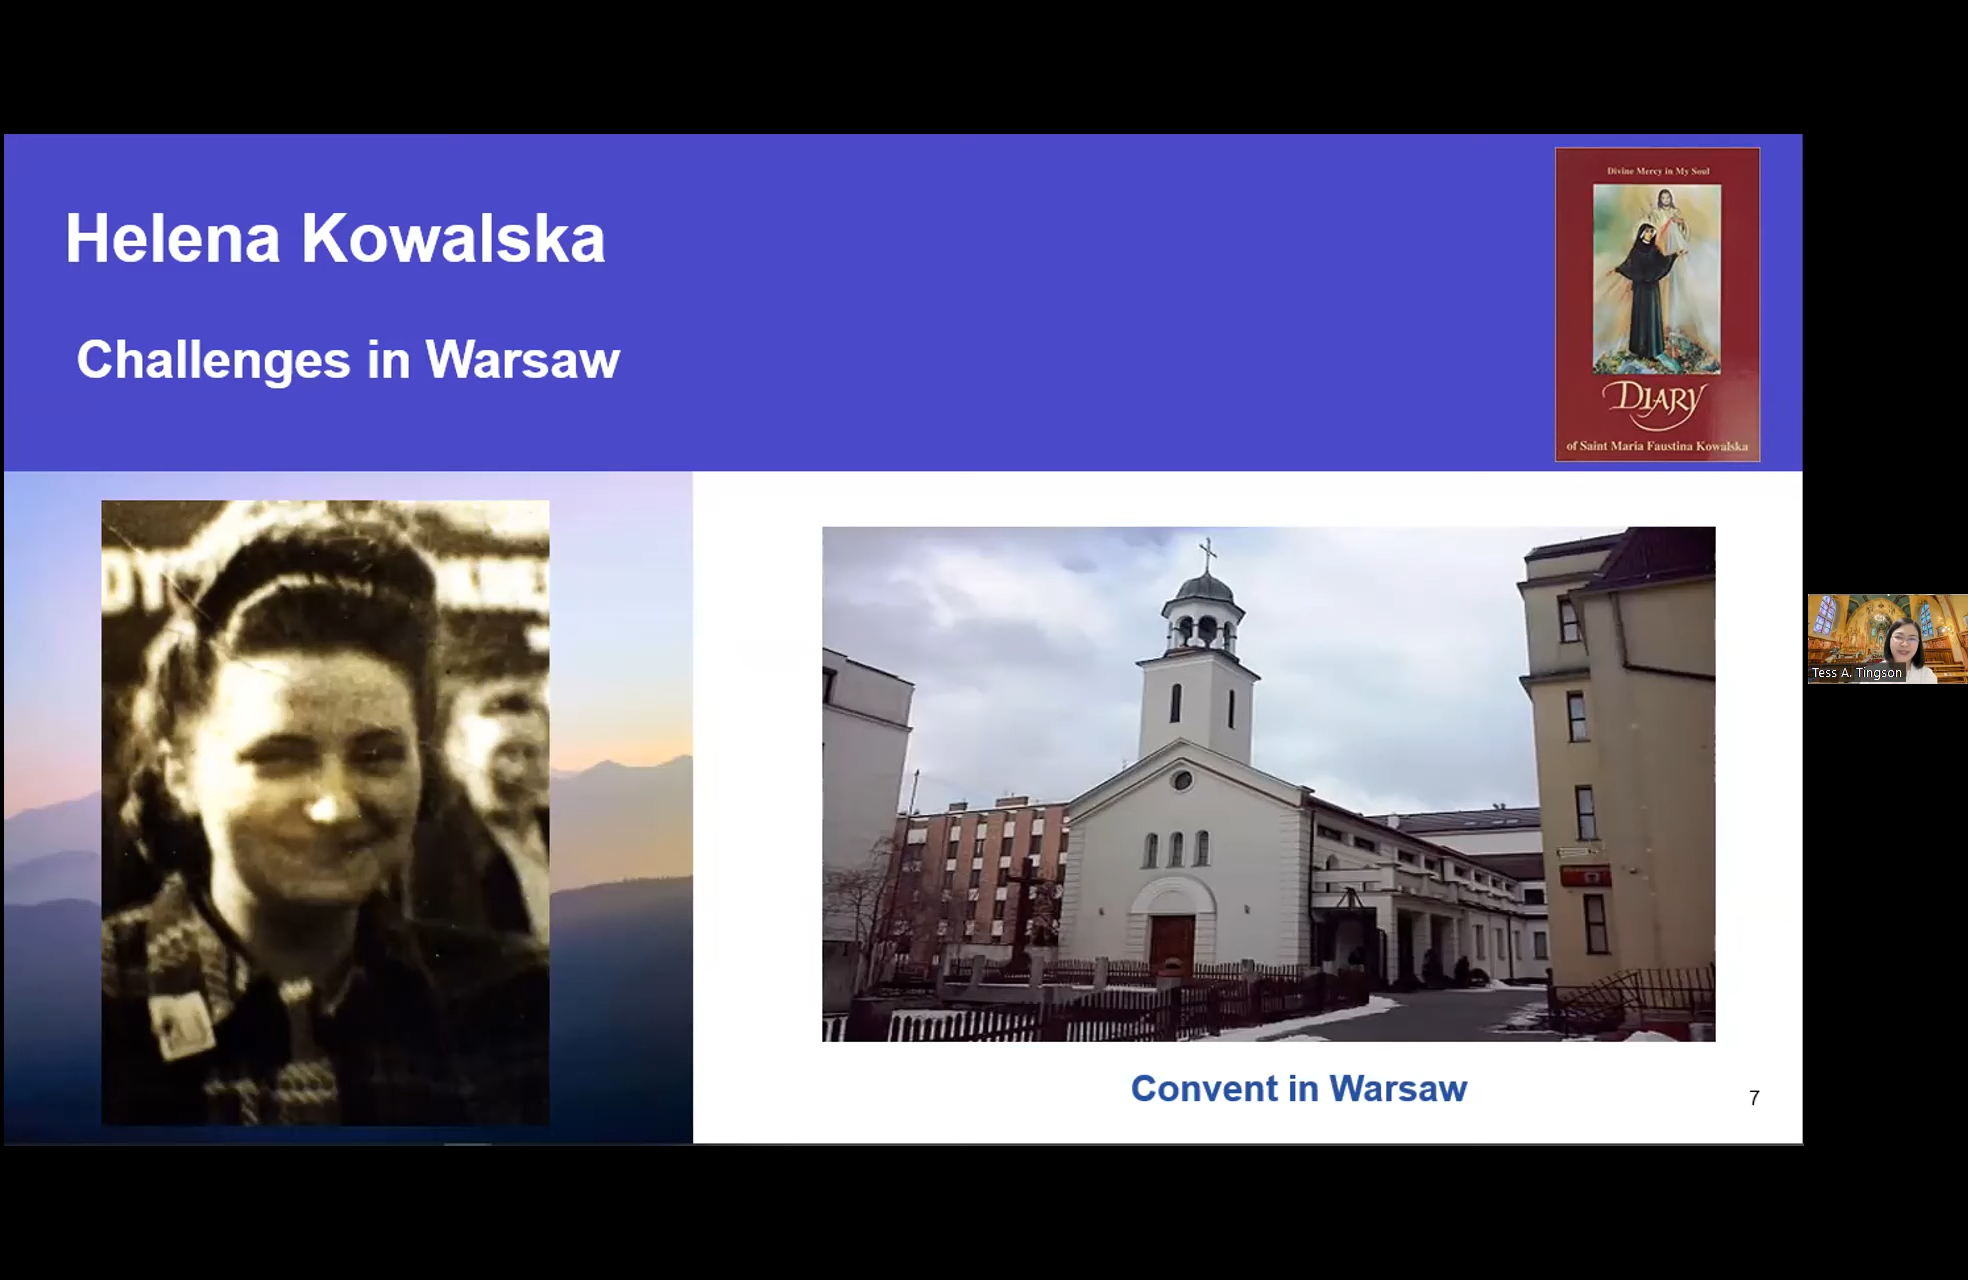 Helena Kowalska
Challenges in Warsaw
Divine Mercy in My Soul
DIARY
of Saint Maria Faustina Kowalska
Tess A. Tingson
Convent in Warsaw
7